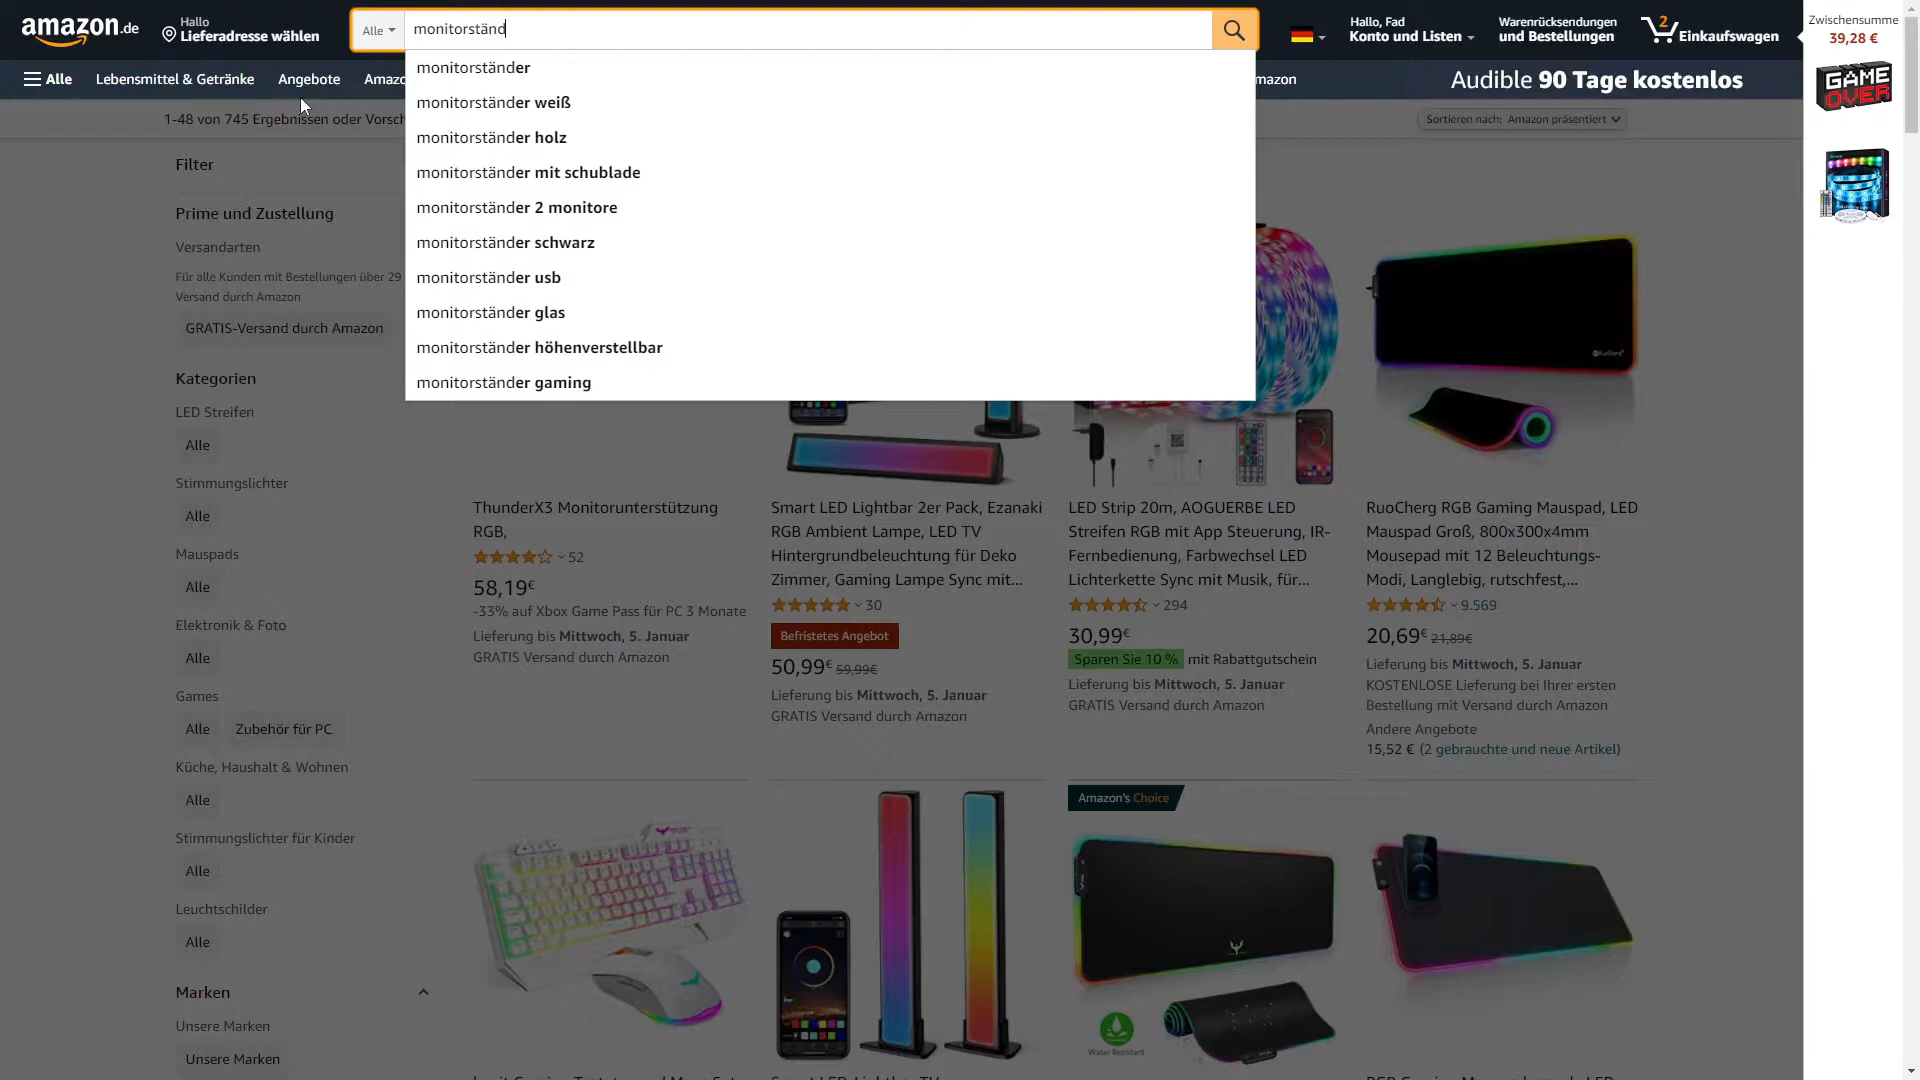 amazon.de
Hallo
Lieferadresse wählen
Alle
monitorständ
Hallo, Fad
Konto und Listen
Warenrücksendungen
und Bestellungen
2
Einkaufswagen
Zwischensumme
39,28 €
Alle
Lebensmittel & Getränke
Angebote
Amazo
mazon
Audible 90 Tage kostenlos
GAME
OVER
monitorständer
monitorständer weiß
monitorständer holz
monitorständer mit schublade
monitorständer 2 monitore
monitorständer schwarz
monitorständer usb
monitorständer glas
monitorständer höhenverstellbar
monitorständer gaming
1-48 von 745 Ergebnissen oder Vorsch
Sortieren nach: Amazon präsentiert
Filter
Prime und Zustellung
Versandarten
Für alle Kunden mit Bestellungen über 29
Versand durch Amazon
GRATIS-Versand durch Amazon
Kategorien
LED Streifen
Alle
Stimmungslichter
Alle
Mauspads
Alle
Elektronik & Foto
Alle
Games
Alle
Zubehör für PC
Küche, Haushalt & Wohnen
Alle
Stimmungslichter für Kinder
Alle
Leuchtschilder
Alle
Marken
Unsere Marken
Unsere Marken
ThunderX3 Monitorunterstützung
RGB,
52
58,19€
-33% auf Xbox Game Pass für PC 3 Monate
Lieferung bis Mittwoch, 5. Januar
GRATIS Versand durch Amazon
Smart LED Lightbar 2er Pack, Ezanaki
RGB Ambient Lampe, LED TV
Hintergrundbeleuchtung für Deko
Zimmer, Gaming Lampe Sync mit...
30
Befristetes Angebot
50,99€ 59,99€
Lieferung bis Mittwoch, 5. Januar
GRATIS Versand durch Amazon
LED Strip 20m, AOGUERBE LED
Streifen RGB mit App Steuerung, IR-
Fernbedienung, Farbwechsel LED
Lichterkette Sync mit Musik, für...
294
30,99€
Sparen Sie 10 % mit Rabattgutschein
Lieferung bis Mittwoch, 5. Januar
GRATIS Versand durch Amazon
RuoCherg RGB Gaming Mauspad, LED
Mauspad Groß, 800x300x4mm
Mousepad mit 12 Beleuchtungs-
Modi, Langlebig, rutschfest,...
9.569
20,69€ 21,89€
Lieferung bis Mittwoch, 5. Januar
KOSTENLOSE Lieferung bei Ihrer ersten
Bestellung mit Versand durch Amazon
Andere Angebote
15,52 € (2 gebrauchte und neue Artikel)
Amazon's Choice
Water Resistant